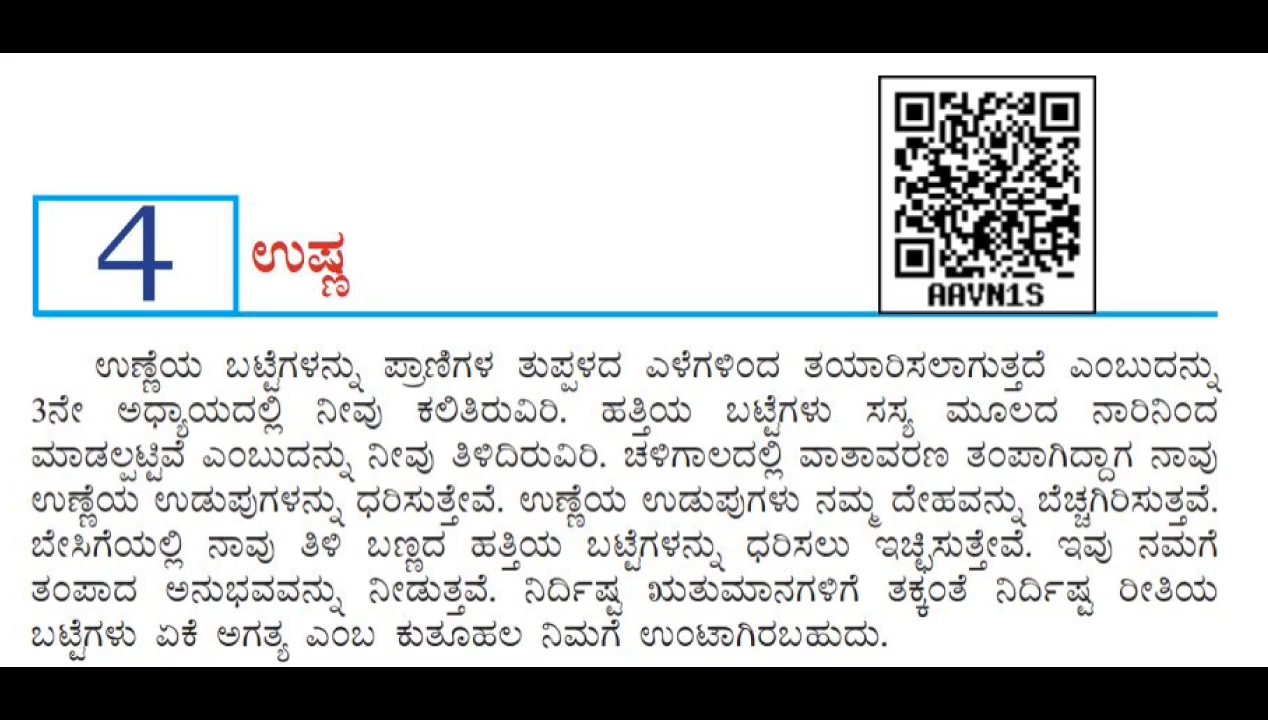 AAVN1S
4 ಉಷ್ಣ
ಉಣ್ಣೆಯ ಬಟ್ಟೆಗಳನ್ನು ಪ್ರಾಣಿಗಳ ತುಪ್ಪಳದ ಎಳೆಗಳಿಂದ ತಯಾರಿಸಲಾಗುತ್ತದೆ ಎಂಬುದನ್ನು
3ನೇ ಅಧ್ಯಾಯದಲ್ಲಿ ನೀವು ಕಲಿತಿರುವಿರಿ. ಹತ್ತಿಯ ಬಟ್ಟೆಗಳು ಸಸ್ಯ ಮೂಲದ ನಾರಿನಿಂದ
ಮಾಡಲ್ಪಟ್ಟಿವೆ ಎಂಬುದನ್ನು ನೀವು ತಿಳಿದಿರುವಿರಿ. ಚಳಿಗಾಲದಲ್ಲಿ ವಾತಾವರಣ ತಂಪಾಗಿದ್ದಾಗ ನಾವು
ಉಣ್ಣೆಯ ಉಡುಪುಗಳನ್ನು ಧರಿಸುತ್ತೇವೆ. ಉಣ್ಣೆಯ ಉಡುಪುಗಳು ನಮ್ಮ ದೇಹವನ್ನು ಬೆಚ್ಚಗಿರಿಸುತ್ತವೆ.
ಬೇಸಿಗೆಯಲ್ಲಿ ನಾವು ತಿಳಿ ಬಣ್ಣದ ಹತ್ತಿಯ ಬಟ್ಟೆಗಳನ್ನು ಧರಿಸಲು ಇಚ್ಛಿಸುತ್ತೇವೆ. ಇವು ನಮಗೆ
ತಂಪಾದ ಅನುಭವವನ್ನು ನೀಡುತ್ತವೆ. ನಿರ್ದಿಷ್ಟ ಋತುಮಾನಗಳಿಗೆ ತಕ್ಕಂತೆ ನಿರ್ದಿಷ್ಟ ರೀತಿಯ
ಬಟ್ಟೆಗಳು ಏಕೆ ಅಗತ್ಯ ಎಂಬ ಕುತೂಹಲ ನಿಮಗೆ ಉಂಟಾಗಿರಬಹುದು.